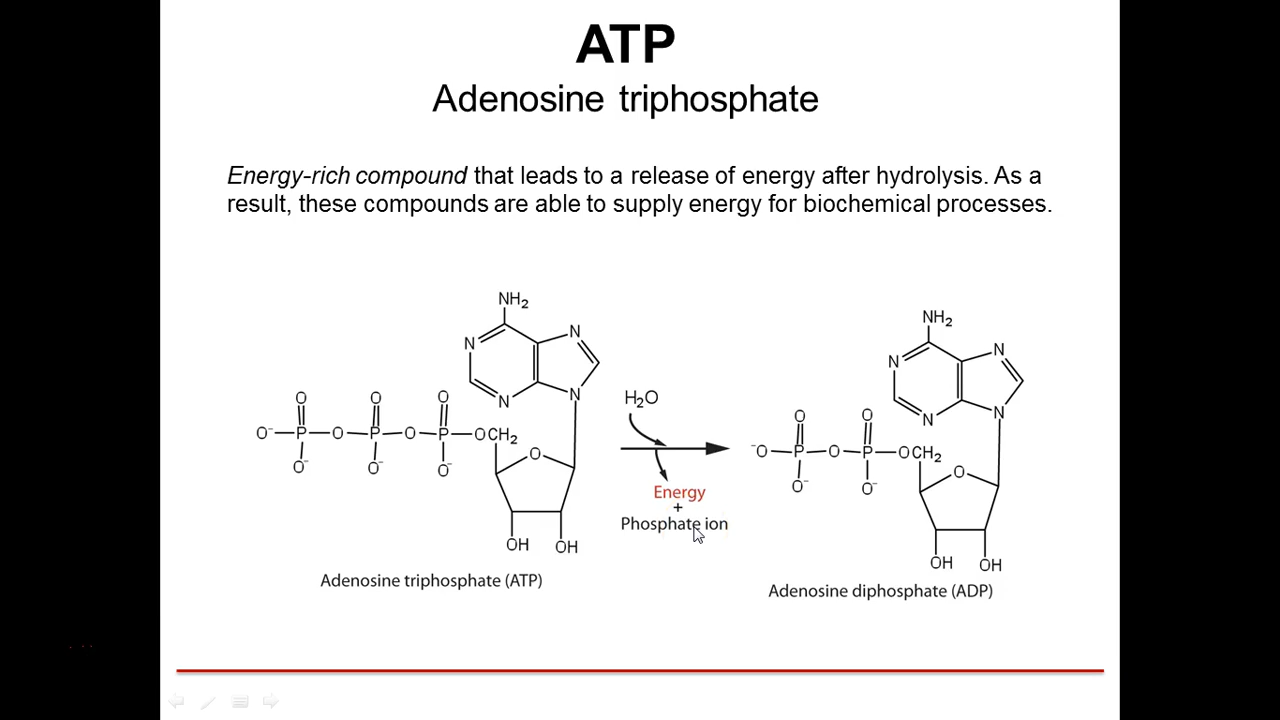 ATP
Adenosine triphosphate
Energy-rich compound that leads to a release of energy after hydrolysis. As a
result, these compounds are able to supply energy for biochemical processes.
NH₂
N
N
N
N
O
O
O
O⁻
P
O
P
O
P
OCH₂
O⁻
O⁻
O⁻
O
OH
OH
Adenosine triphosphate (ATP)
H₂O
Energy
+
Phosphate ion
NH₂
N
N
N
N
O
O
⁻O
P
O
P
OCH₂
O⁻
O⁻
O
OH
OH
Adenosine diphosphate (ADP)